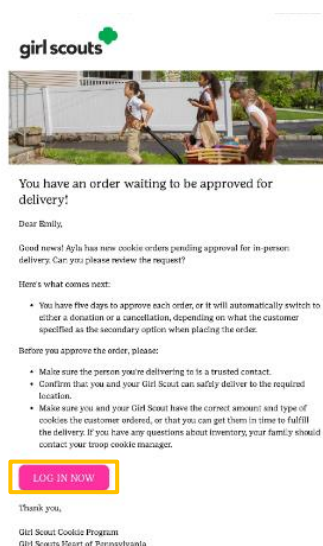 girl scouts
You have an order waiting to be approved for
delivery!
Dear Emily,
Good news! Ayla has new cookie orders pending approval for in-person
delivery. Can you please review the request?
Here's what comes next:
• You have five days to approve each order, or it will automatically switch to
either a donation or a cancellation, depending on what the customer
specified as the secondary option when placing the order.
Before you approve the order, please:
• Make sure the person you're delivering to is a trusted contact.
• Confirm that you and your Girl Scout can safely deliver to the required
location.
• Make sure you and your Girl Scout have the correct amount and type of
cookies the customer ordered, or that you can get them in time to fulfill
the delivery. If you have any questions about inventory, your family should
contact your troop cookie manager.
LOG IN NOW
Thank you,
Girl Scout Cookie Program
Girl Scouts Heart of Pennsylvania